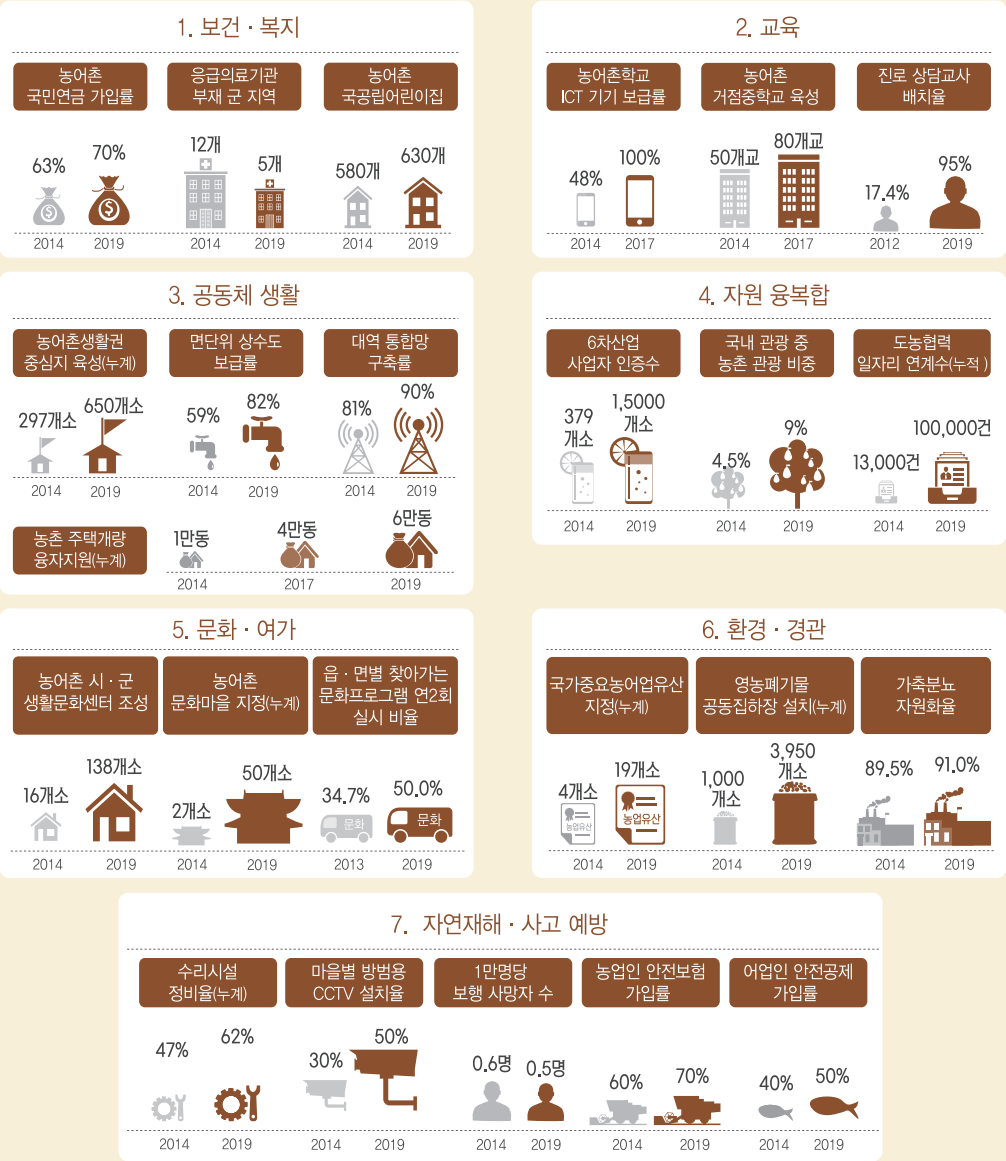 1. 보건 · 복지
농어촌
국민연금 가입률
응급의료기관
부재 군 지역
농어촌
국공립어린이집
63%
70%
12개
5개
580개
630개
2014
2019
2014
2019
2014
2019
2. 교육
농어촌학교
ICT 기기 보급률
농어촌
거점중학교 육성
진로 상담교사
배치율
48%
100%
50개교
80개교
17.4%
95%
2014
2017
2014
2017
2012
2019
3. 공동체 생활
농어촌생활권
중심지 육성(누계)
면단위 상수도
보급률
대역 통합망
구축률
297개소
650개소
59%
82%
81%
90%
2014
2019
2014
2019
2014
2019
농촌 주택개량
융자지원(누계)
1만동
4만동
6만동
2014
2017
2019
4. 자원 융복합
6차산업
사업자 인증수
국내 관광 중
농촌 관광 비중
도농협력
일자리 연계수(누적 )
379
개소
1,5000
개소
4.5%
9%
13,000건
100,000건
2014
2019
2014
2019
2014
2019
5. 문화 · 여가
농어촌 시 · 군
생활문화센터 조성
농어촌
문화마을 지정(누계)
읍 · 면별 찾아가는
문화프로그램 연2회
실시 비율
16개소
138개소
2개소
50개소
34.7%
50.0%
문화
문화
2014
2019
2014
2019
2013
2019
6. 환경 · 경관
국가중요농어업유산
지정(누계)
영농폐기물
공동집하장 설치(누계)
가축분뇨
자원화율
4개소
19개소
1,000
개소
3,950
개소
89.5%
91.0%
농업유산
농업유산
2014
2019
2014
2019
2014
2019
7. 자연재해 · 사고 예방
수리시설
정비율(누계)
마을별 방범용
CCTV 설치율
1만명당
보행 사망자 수
농업인 안전보험
가입률
어업인 안전공제
가입률
47%
62%
30%
50%
0.6명
0.5명
60%
70%
40%
50%
2014
2019
2014
2019
2014
2019
2014
2019
2014
2019